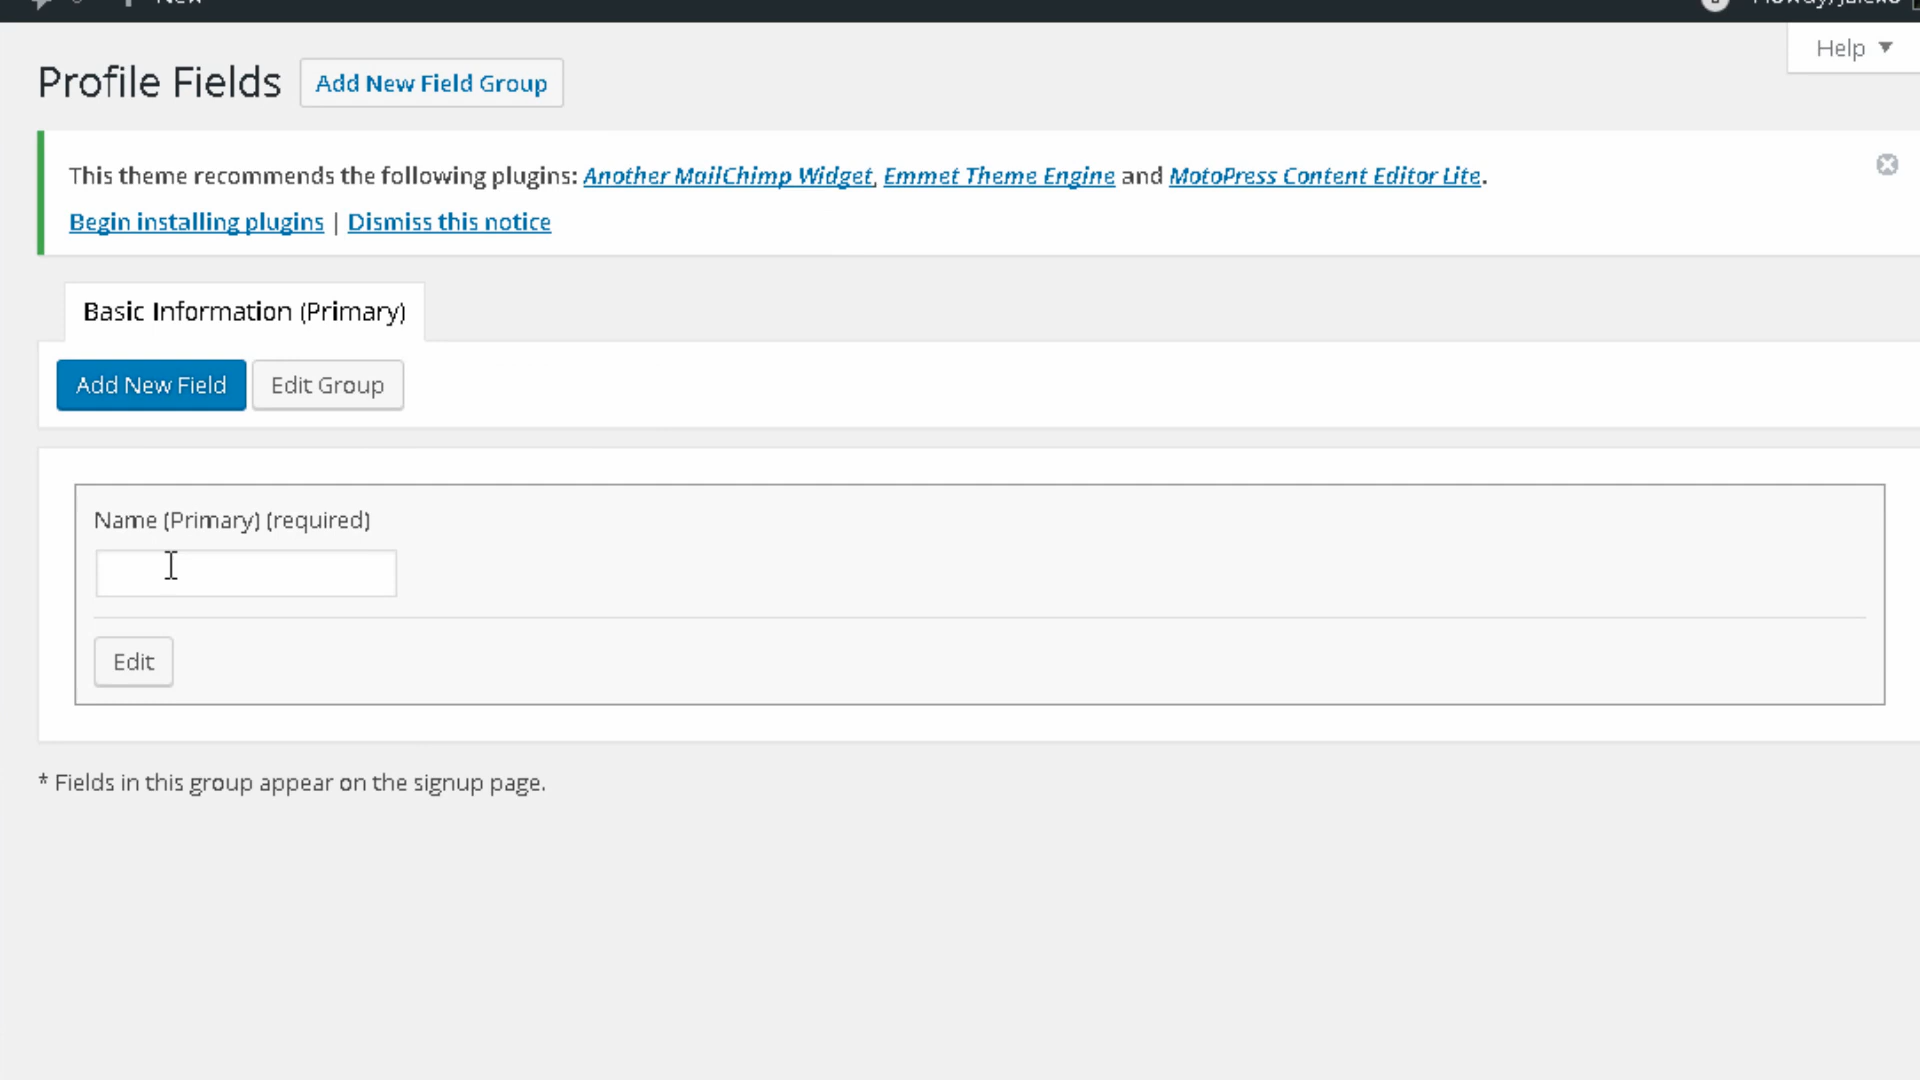 New
Help
Profile Fields Add New Field Group
This theme recommends the following plugins: Another MailChimp Widget, Emmet Theme Engine and MotoPress Content Editor Lite.
Begin installing plugins | Dismiss this notice
Basic Information (Primary)
Add New Field Edit Group
Name (Primary) (required)
Edit
* Fields in this group appear on the signup page.